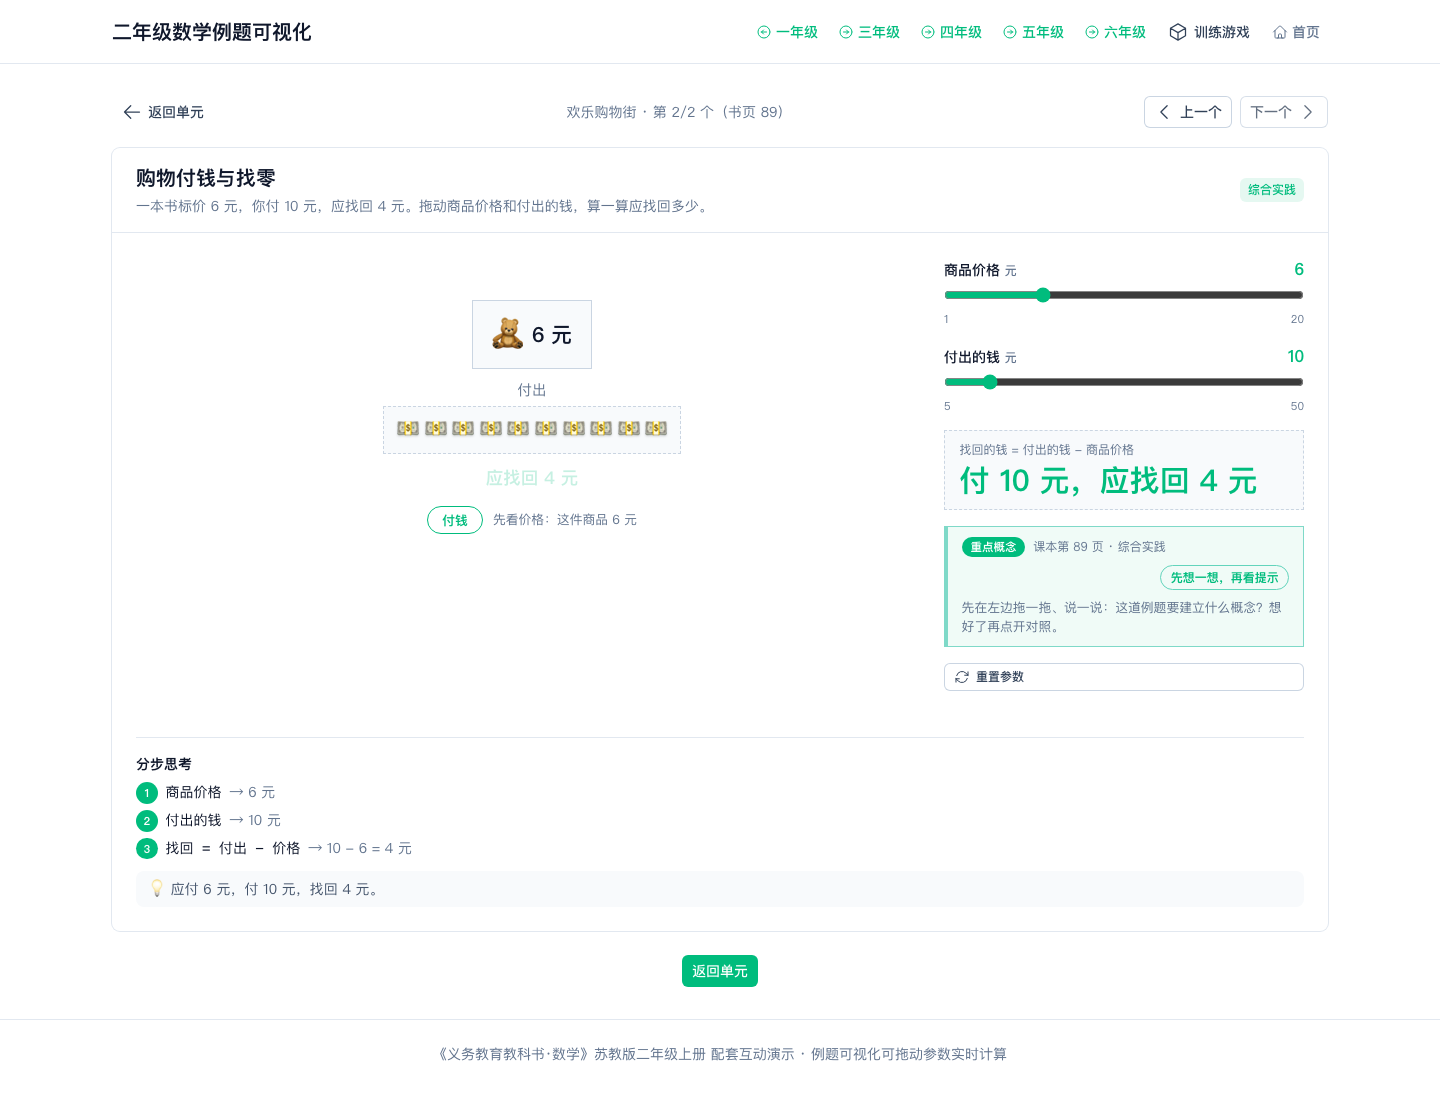 二年级数学例题可视化
一年级 三年级 四年级 五年级 六年级 训练游戏 首页
返回单元
欢乐购物街 · 第 2/2 个（书页 89）
上一个 下一个
购物付钱与找零
一本书标价 6 元，你付 10 元，应找回 4 元。拖动商品价格和付出的钱，算一算应找回多少。
综合实践
6 元
付出
应找回 4 元
付钱 先看价格：这件商品 6 元
商品价格 元 6
1 20
付出的钱 元 10
5 50
找回的钱 = 付出的钱 − 商品价格
付 10 元，应找回 4 元
重点概念 课本第 89 页 · 综合实践
先想一想，再看提示
先在左边拖一拖、说一说：这道例题要建立什么概念？想
好了再点开对照。
重置参数
分步思考
1 商品价格 → 6 元
2 付出的钱 → 10 元
3 找回 = 付出 − 价格 → 10 − 6 = 4 元
应付 6 元，付 10 元，找回 4 元。
返回单元
《义务教育教科书·数学》苏教版二年级上册 配套互动演示 · 例题可视化可拖动参数实时计算